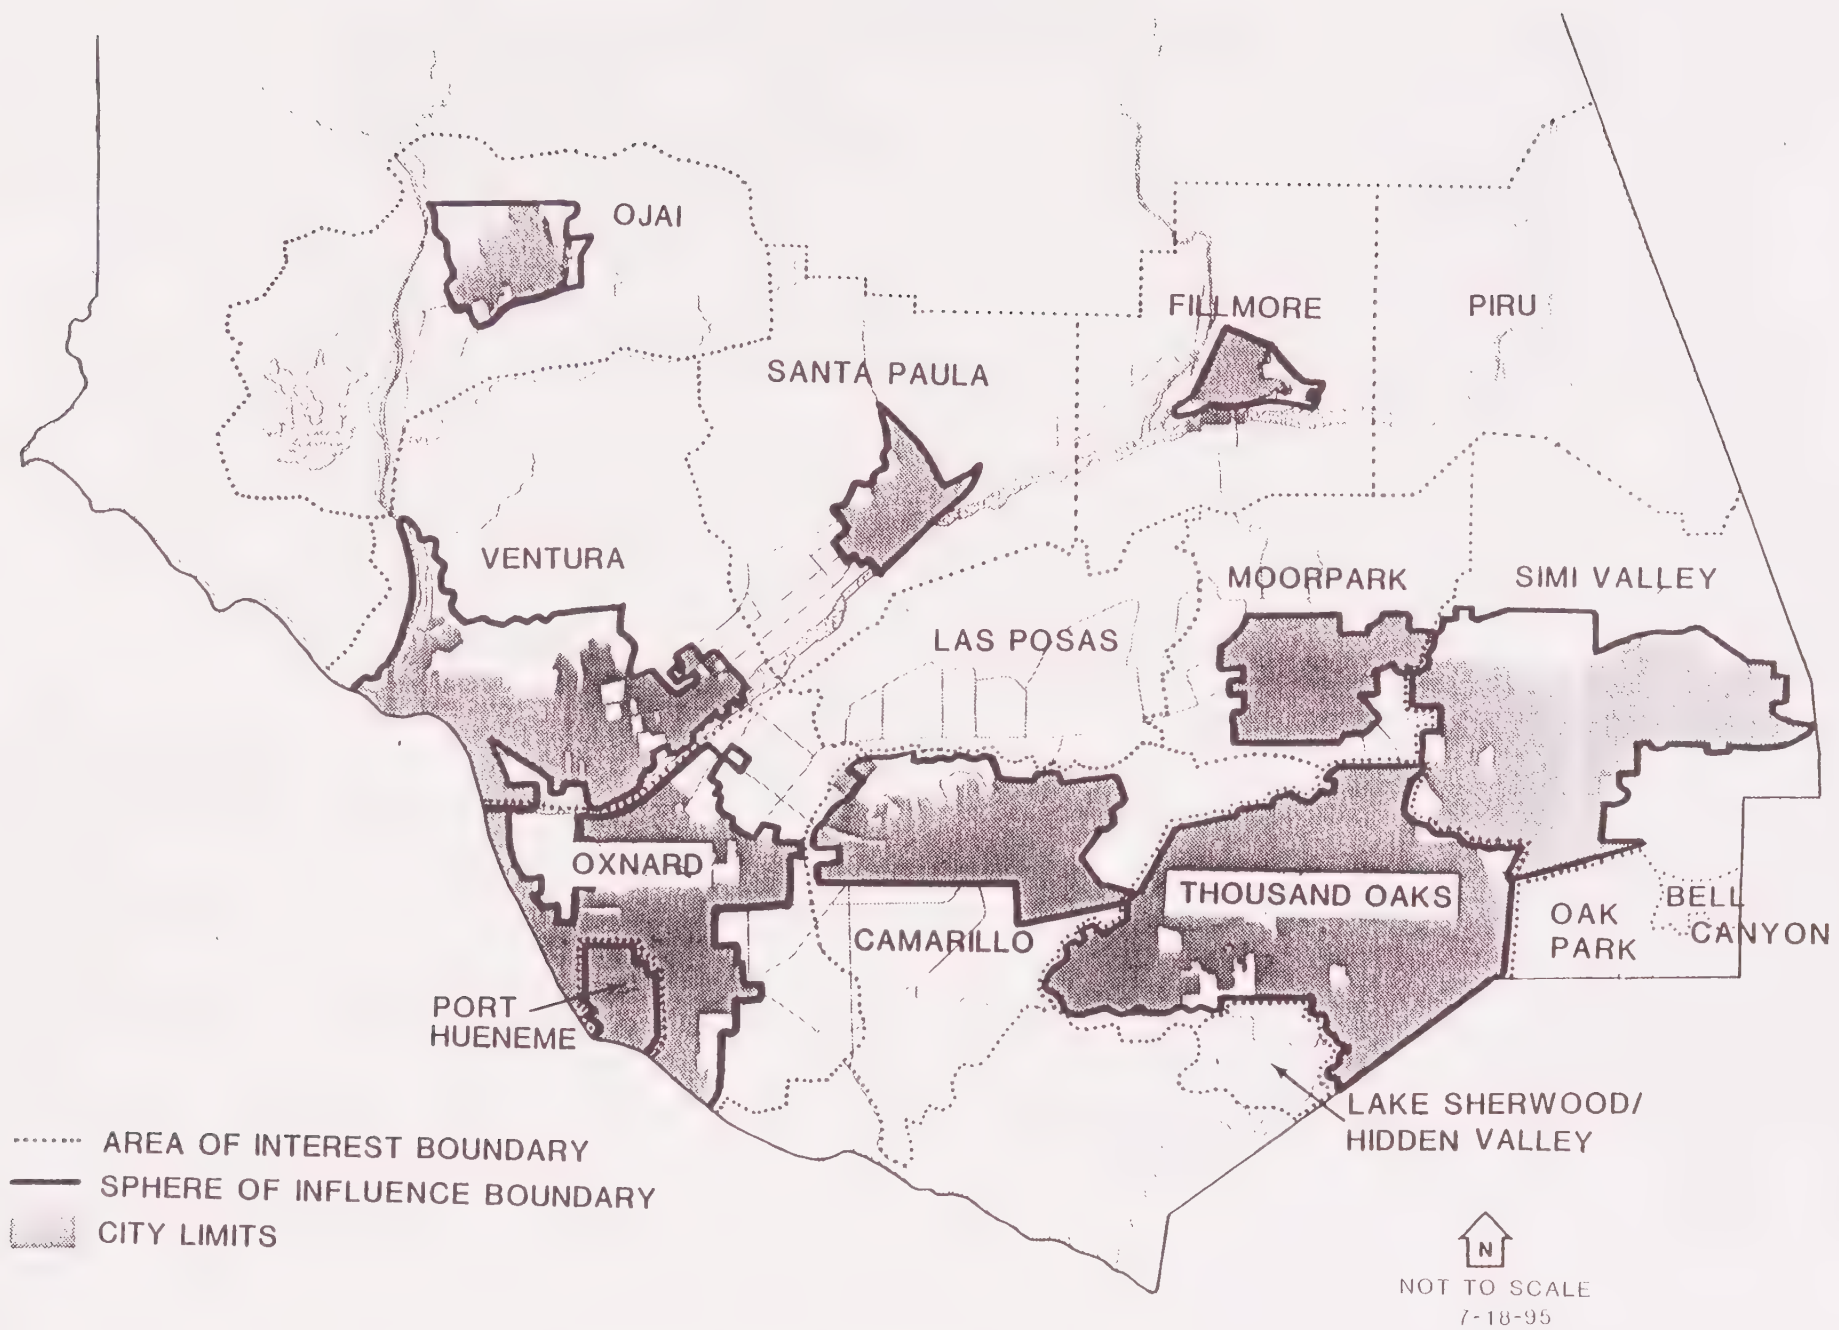 OJAI
FILLMORE
PIRU
SANTA PAULA
VENTURA
MOORPARK
SIMI VALLEY
LAS POSAS
OXNARD
THOUSAND OAKS
CAMARILLO
OAK
PARK
BELL
CANYON
PORT
HUENEME
LAKE SHERWOOD/
HIDDEN VALLEY
AREA OF INTEREST BOUNDARY
SPHERE OF INFLUENCE BOUNDARY
CITY LIMITS
N
NOT TO SCALE
7-18-95